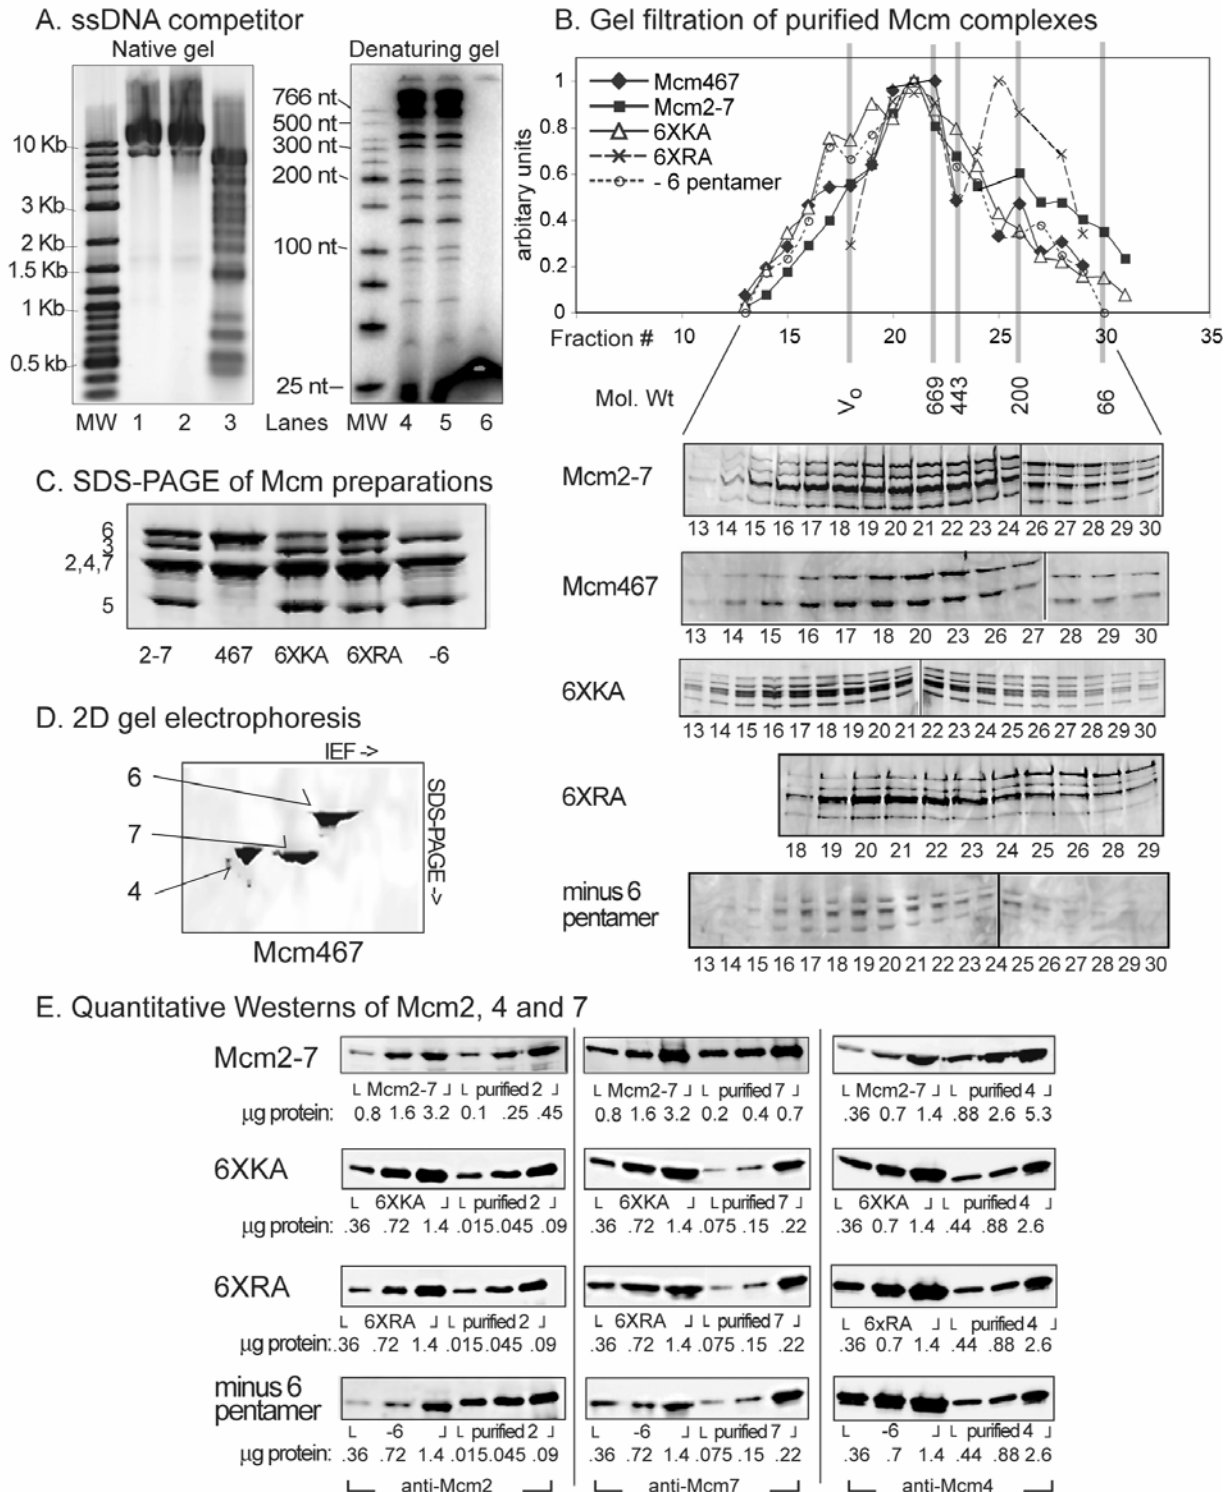 A. ssDNA competitor
Native gel
Denaturing gel
10 Kb
3 Kb
2 Kb
1.5 Kb
1 Kb
0.5 kb
766 nt
500 nt
300 nt
200 nt
100 nt
25 nt
MW 1 2 3 Lanes MW 4 5 6
B. Gel filtration of purified Mcm complexes
Mcm467
Mcm2-7
6XKA
6XRA
- 6 pentamer
arbitary units
1
0.8
0.6
0.4
0.2
0
Fraction # 10 15 20 25 30 35
Mol. Wt Vo 669 443 200 66
Mcm2-7
13 14 15 16 17 18 19 20 21 22 23 24 26 27 28 29 30
Mcm467
13 14 15 16 17 18 20 23 26 27 28 29 30
6XKA
13 14 15 16 17 18 19 20 21 22 23 24 25 26 27 29 30
6XRA
18 19 20 21 22 23 24 25 26 28 29
minus 6
pentamer
13 14 15 16 17 18 19 20 21 22 23 24 25 26 27 28 29 30
C. SDS-PAGE of Mcm preparations
6
3
2,4,7
5
2-7 467 6XKA 6XRA -6
D. 2D gel electrophoresis
IEF ->
SDS-PAGE ->
6
7
4
Mcm467
E. Quantitative Westerns of Mcm2, 4 and 7
Mcm2-7
Mcm2-7 purified 2 Mcm2-7 purified 7 Mcm2-7 purified 4
µg protein: 0.8 1.6 3.2 0.1 .25 .45 0.8 1.6 3.2 0.2 0.4 0.7 .36 0.7 1.4 .88 2.6 5.3
6XKA
6XKA purified 2 6XKA purified 7 6XKA purified 4
µg protein: .36 .72 1.4 .015 .045 .09 .36 .72 1.4 .075 .15 .22 .36 0.7 1.4 .44 .88 2.6
6XRA
6XRA purified 2 6XRA purified 7 6xRA purified 4
µg protein: .36 .72 1.4 .015 .045 .09 .36 .72 1.4 .075 .15 .22 .36 0.7 1.4 .44 .88 2.6
minus 6
pentamer
-6 purified 2 -6 purified 7 -6 purified 4
µg protein: .36 .72 1.4 .015 .045 .09 .36 .72 1.4 .075 .15 .22 .36 .7 1.4 .44 .88 2.6
anti-Mcm2 anti-Mcm7 anti-Mcm4